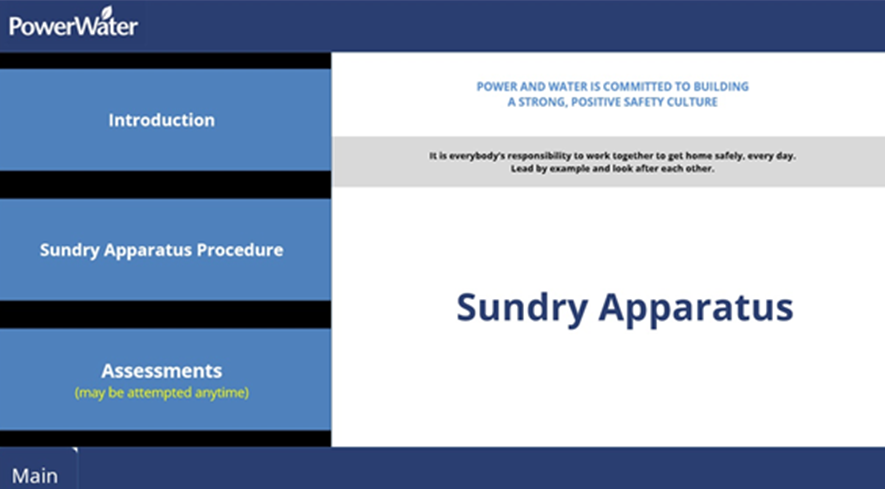 PowerWater
Introduction
Sundry Apparatus Procedure
Assessments
(may be attempted anytime)
POWER AND WATER IS COMMITTED TO BUILDING
A STRONG, POSITIVE SAFETY CULTURE
It is everybody's responsibility to work together to get home safely, every day.
Lead by example and look after each other.
Sundry Apparatus
Main